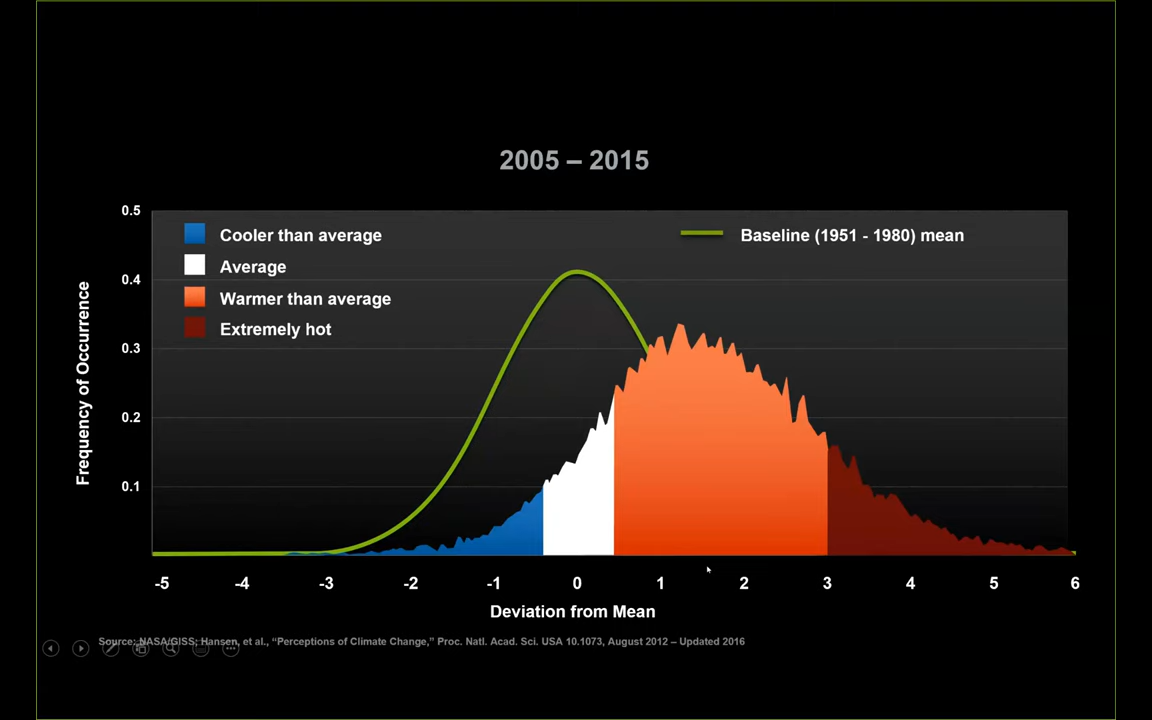 2005 – 2015
0.5
0.4
0.3
0.2
0.1
Frequency of Occurrence
Cooler than average
Average
Warmer than average
Extremely hot
Baseline (1951 - 1980) mean
-5 -4 -3 -2 -1 0 1 2 3 4 5 6
Deviation from Mean
Source: NASA/GISS; Hansen, et al., “Perceptions of Climate Change,” Proc. Natl. Acad. Sci. USA 10.1073, August 2012 – Updated 2016